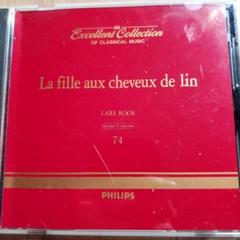 AN
Excellent Collection
OF CLASSICAL MUSIC
La fille aux cheveux de lin
LARS ROOS
74
PHILIPS